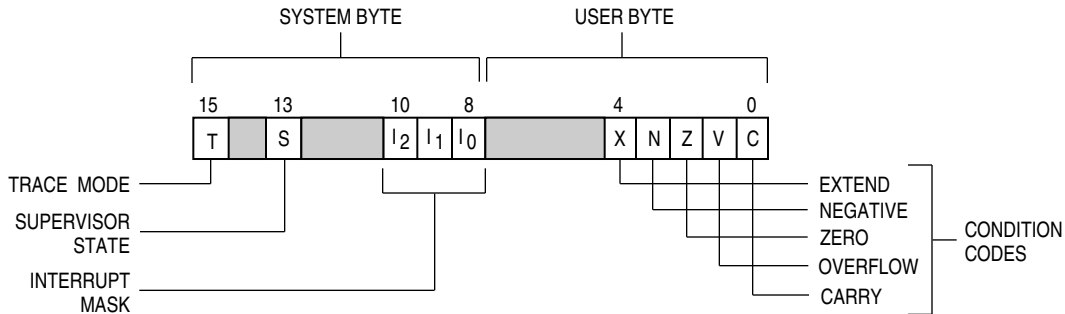 SYSTEM BYTE USER BYTE
15 13 10 8 4 0
T S I2 I1 I0 X N Z V C
TRACE MODE
SUPERVISOR
STATE
INTERRUPT
MASK
EXTEND
NEGATIVE
ZERO
OVERFLOW
CARRY
CONDITION
CODES